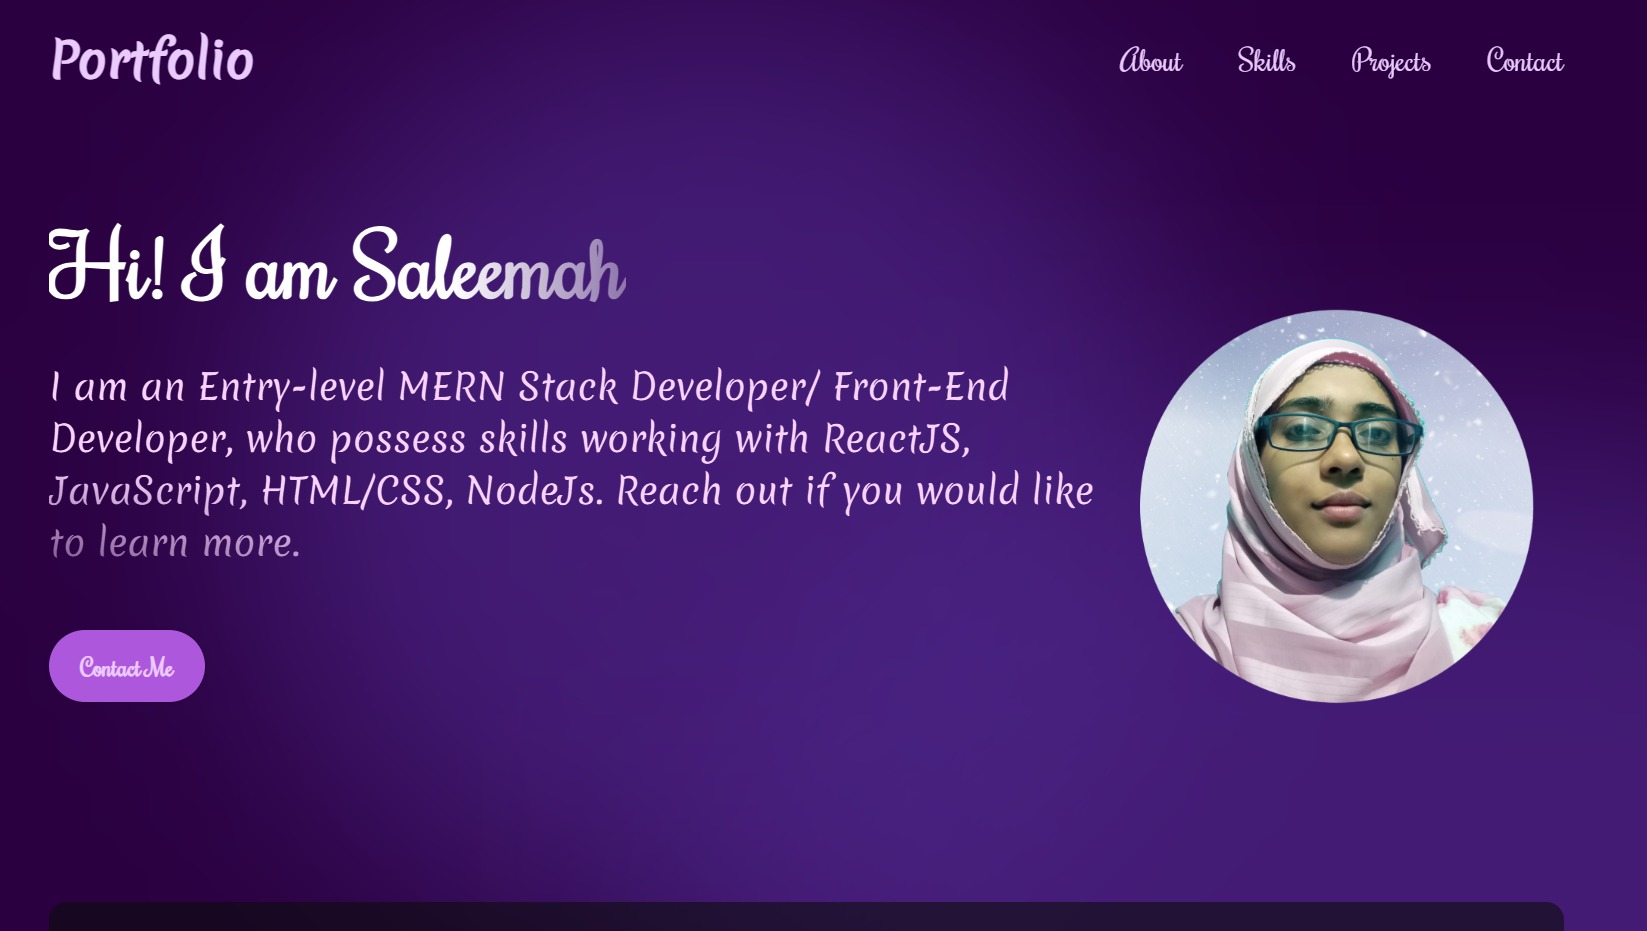 Portfolio
About
Skills
Projects
Contact
Hi! I am Saleemah
I am an Entry-level MERN Stack Developer/ Front-End
Developer, who possess skills working with ReactJS,
JavaScript, HTML/CSS, NodeJs. Reach out if you would like
to learn more.
Contact Me